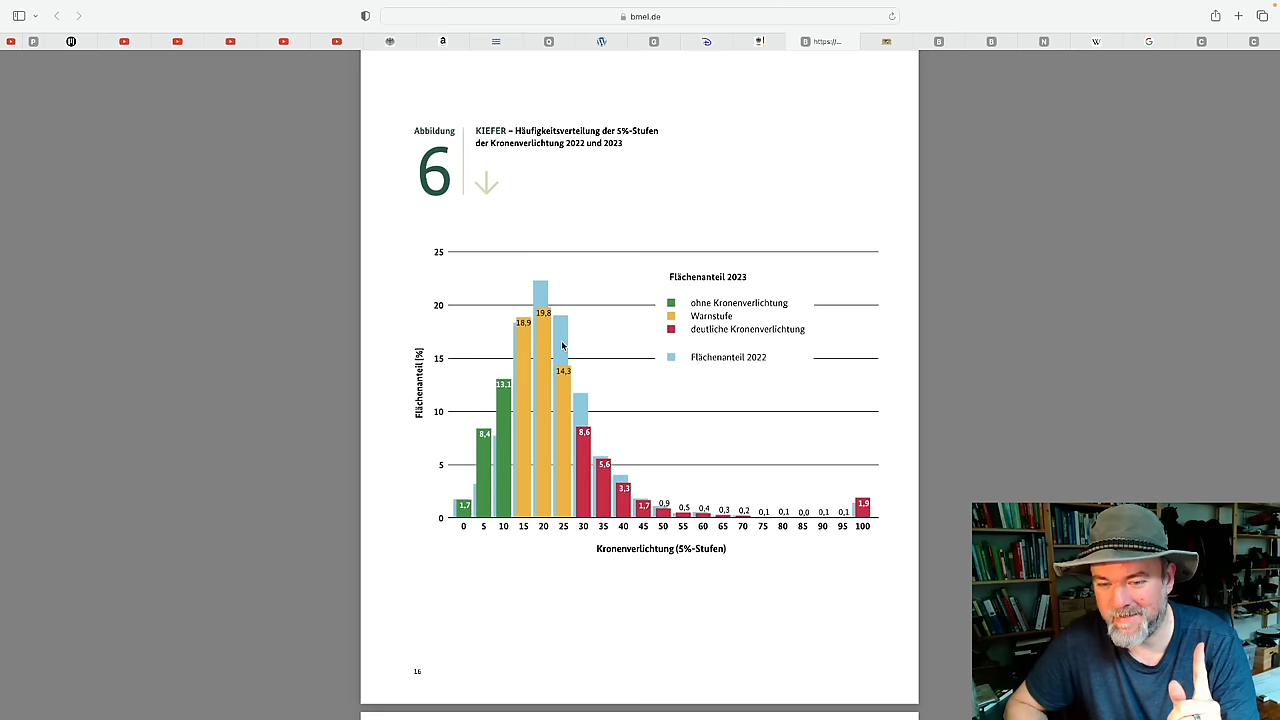 bmel.de
https://...
Abbildung
6
KIEFER – Häufigkeitsverteilung der 5%-Stufen
der Kronenverlichtung 2022 und 2023
Flächenanteil [%]
25
20
15
10
5
0
Flächenanteil 2023
ohne Kronenverlichtung
Warnstufe
deutliche Kronenverlichtung
Flächenanteil 2022
1,7 8,4 13,1 18,9 19,8 14,3 8,6 5,6 3,3 1,7 0,9 0,5 0,4 0,3 0,2 0,1 0,1 0,0 0,1 0,1 1,9
0 5 10 15 20 25 30 35 40 45 50 55 60 65 70 75 80 85 90 95 100
Kronenverlichtung (5%-Stufen)
16